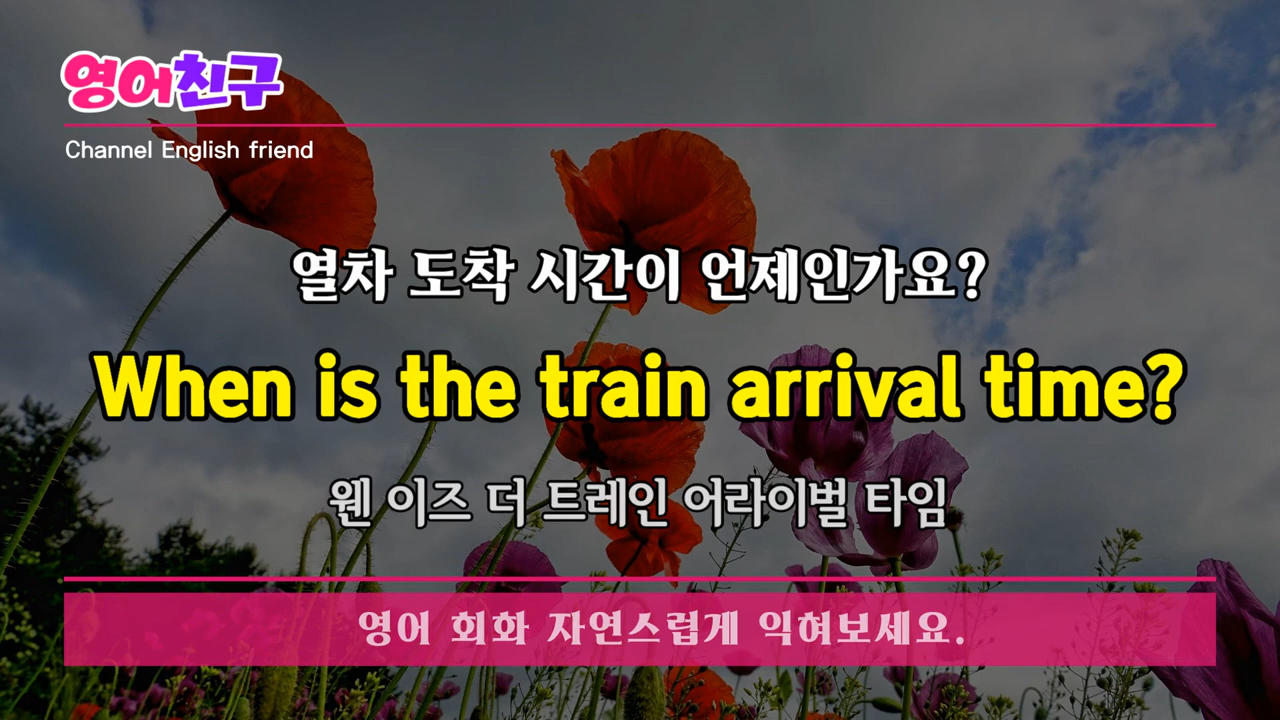 영어친구
Channel English friend
열차 도착 시간이 언제인가요?
When is the train arrival time?
웬 이즈 더 트레인 어라이벌 타임
영어 회화 자연스럽게 익혀보세요.